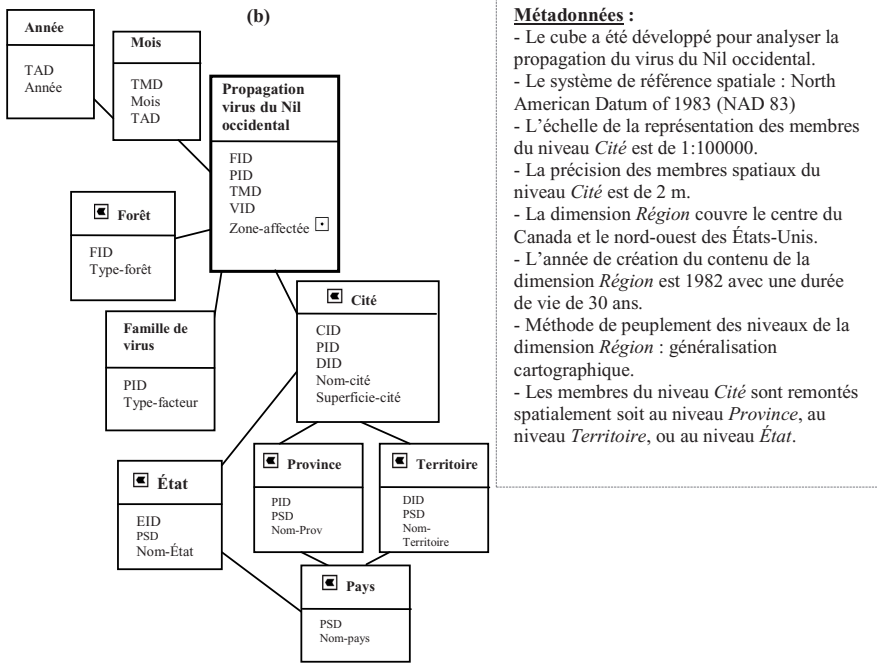 (b)
Année
TAD
Année
Mois
TMD
Mois
TAD
Propagation
virus du Nil
occidental
FID
PID
TMD
VID
Zone-affectée
Forêt
FID
Type-forêt
Famille de
virus
PID
Type-facteur
Cité
CID
PID
DID
Nom-cité
Superficie-cité
État
EID
PSD
Nom-État
Province
PID
PSD
Nom-Prov
Territoire
DID
PSD
Nom-
Territoire
Pays
PSD
Nom-pays
Métadonnées :
- Le cube a été développé pour analyser la
propagation du virus du Nil occidental.
- Le système de référence spatiale : North
American Datum of 1983 (NAD 83)
- L'échelle de la représentation des membres
du niveau Cité est de 1:100000.
- La précision des membres spatiaux du
niveau Cité est de 2 m.
- La dimension Région couvre le centre du
Canada et le nord-ouest des États-Unis.
- L'année de création du contenu de la
dimension Région est 1982 avec une durée
de vie de 30 ans.
- Méthode de peuplement des niveaux de la
dimension Région : généralisation
cartographique.
- Les membres du niveau Cité sont remontés
spatialement soit au niveau Province, au
niveau Territoire, ou au niveau État.